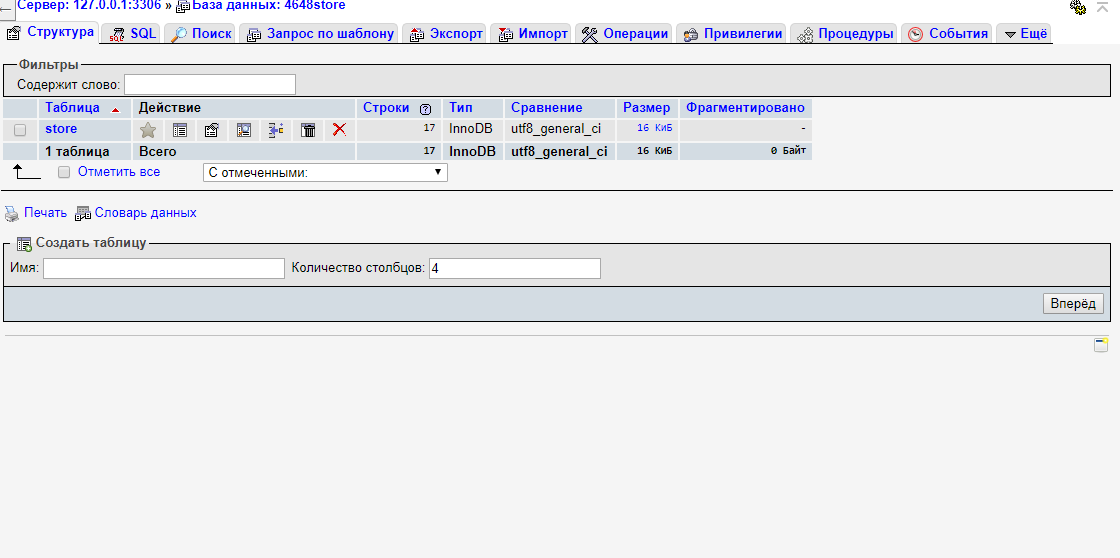 Сервер: 127.0.0.1:3306 » База данных: 4648store
Структура SQL Поиск Запрос по шаблону Экспорт Импорт Операции Привилегии Процедуры События Ещё
Фильтры
Содержит слово:
Таблица Действие Строки Тип Сравнение Размер Фрагментировано
store 17 InnoDB utf8_general_ci 16 КиБ -
1 таблица Всего 17 InnoDB utf8_general_ci 16 КиБ 0 Байт
Отметить все С отмеченными:
Печать Словарь данных
Создать таблицу
Имя: Количество столбцов: 4
Вперёд